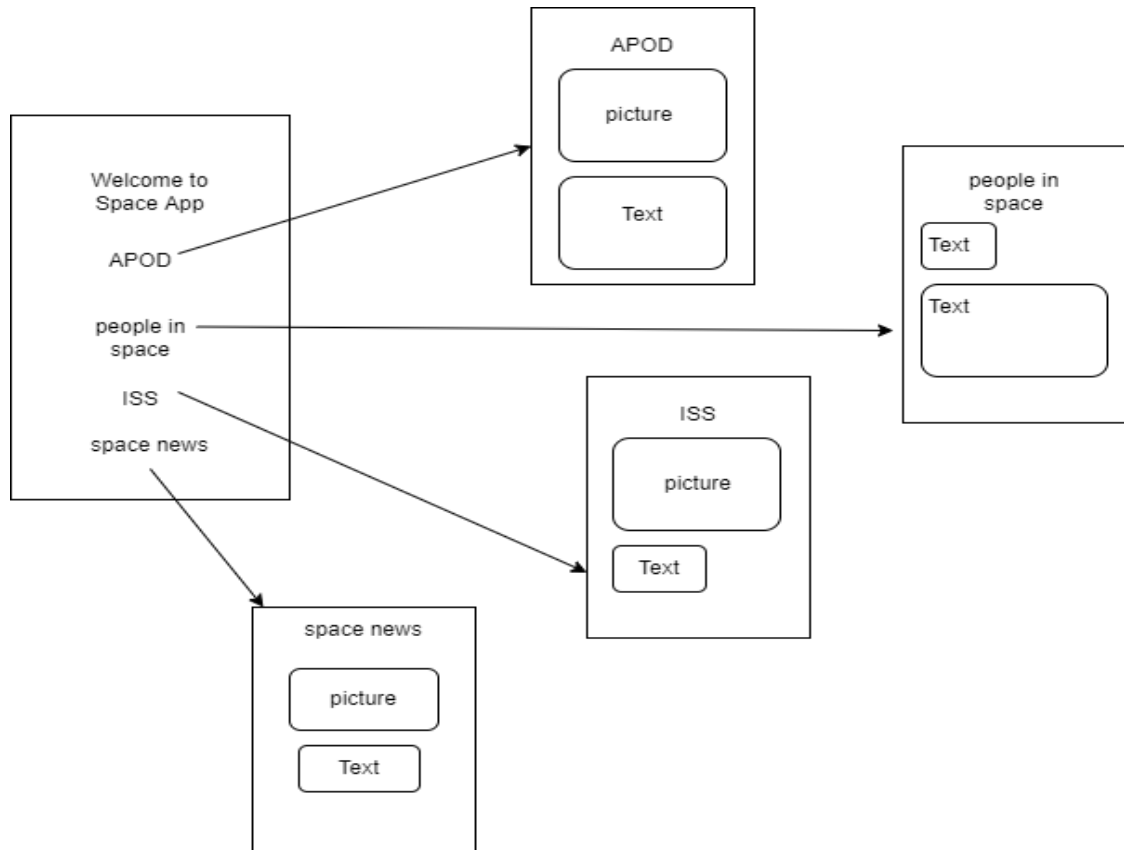 Welcome to
Space App
APOD
people in
space
ISS
space news
APOD
picture
Text
people in
space
Text
Text
ISS
picture
Text
space news
picture
Text